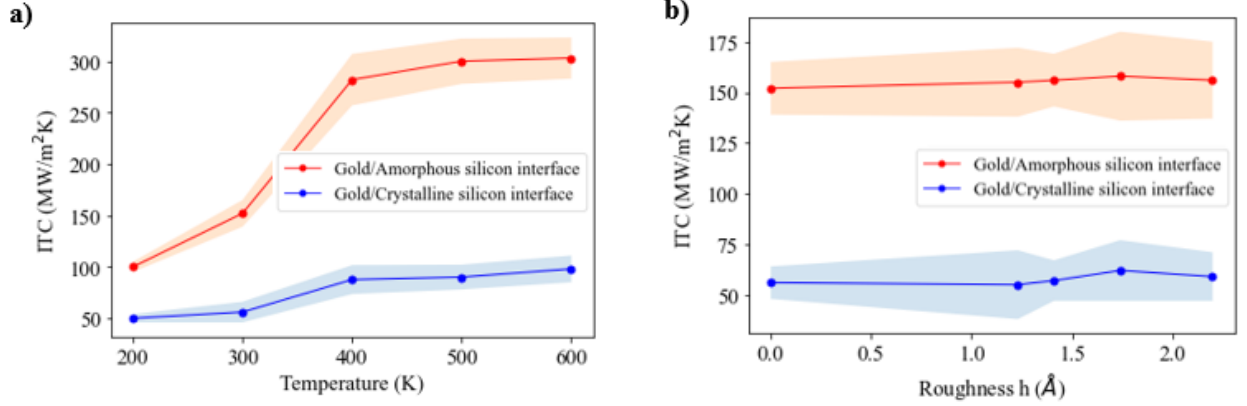 a)
300
250
200
150
100
50
ITC (MW/m²K)
Gold/Amorphous silicon interface
Gold/Crystalline silicon interface
200 300 400 500 600
Temperature (K)
b)
175
150
125
100
75
50
ITC (MW/m²K)
Gold/Amorphous silicon interface
Gold/Crystalline silicon interface
0.0 0.5 1.0 1.5 2.0
Roughness h (Å)